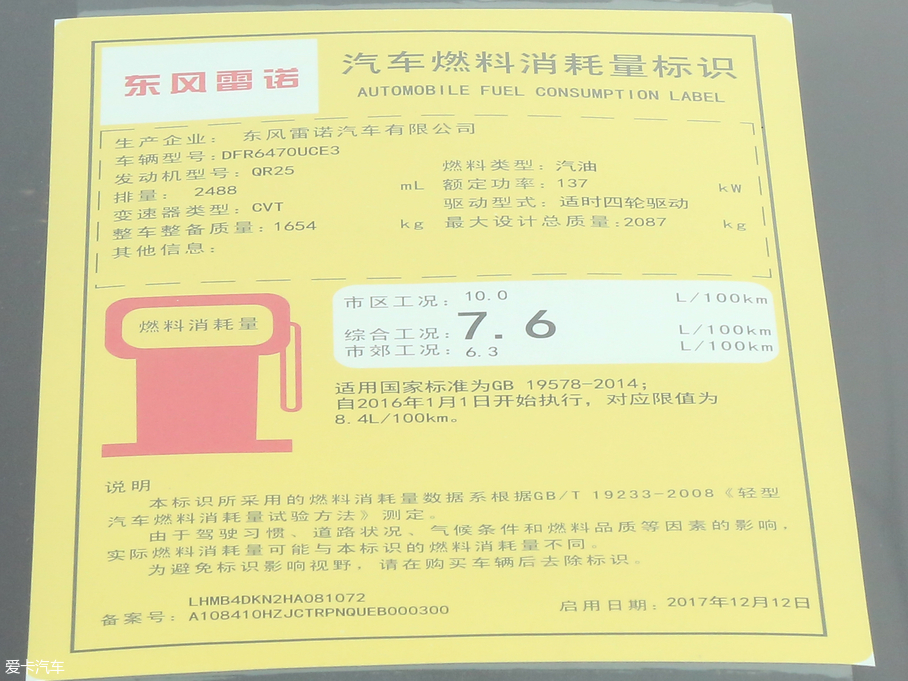 东风雷诺
汽车燃料消耗量标识
AUTOMOBILE FUEL CONSUMPTION LABEL
生产企业: 东风雷诺汽车有限公司
车辆型号:DFR6470UCE3
发动机型号:QR25 燃料类型:汽油
排量: 2488 mL 额定功率:137 kW
变速器类型:CVT 驱动型式:适时四轮驱动
整车整备质量:1654 kg 最大设计总质量:2087 kg
其他信息:
燃料消耗量
市区工况: 10.0 L/100km
综合工况: 7.6 L/100km
市郊工况: 6.3 L/100km
适用国家标准为GB 19578-2014;
自2016年1月1日开始执行,对应限值为
8.4L/100km。
说明
本标识所采用的燃料消耗量数据系根据GB/T 19233-2008《轻型
汽车燃料消耗量试验方法》测定。
由于驾驶习惯、道路状况、气候条件和燃料品质等因素的影响,
实际燃料消耗量可能与本标识的燃料消耗量不同。
为避免标识影响视野,请在购买车辆后去除标识。
LHMB4DKN2HA081072
备案号: A108410HZJCTRPNQUEB000300 启用日期:2017年12月12日
爱卡汽车